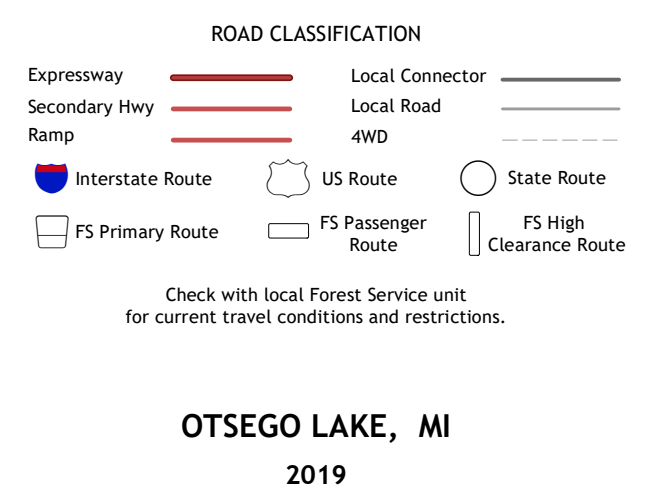 ROAD CLASSIFICATION
Expressway
Local Connector
Secondary Hwy
Local Road
Ramp
4WD
Interstate Route
US Route
State Route
FS Primary Route
FS Passenger
Route
FS High
Clearance Route
Check with local Forest Service unit
for current travel conditions and restrictions.
OTSEGO LAKE, MI
2019